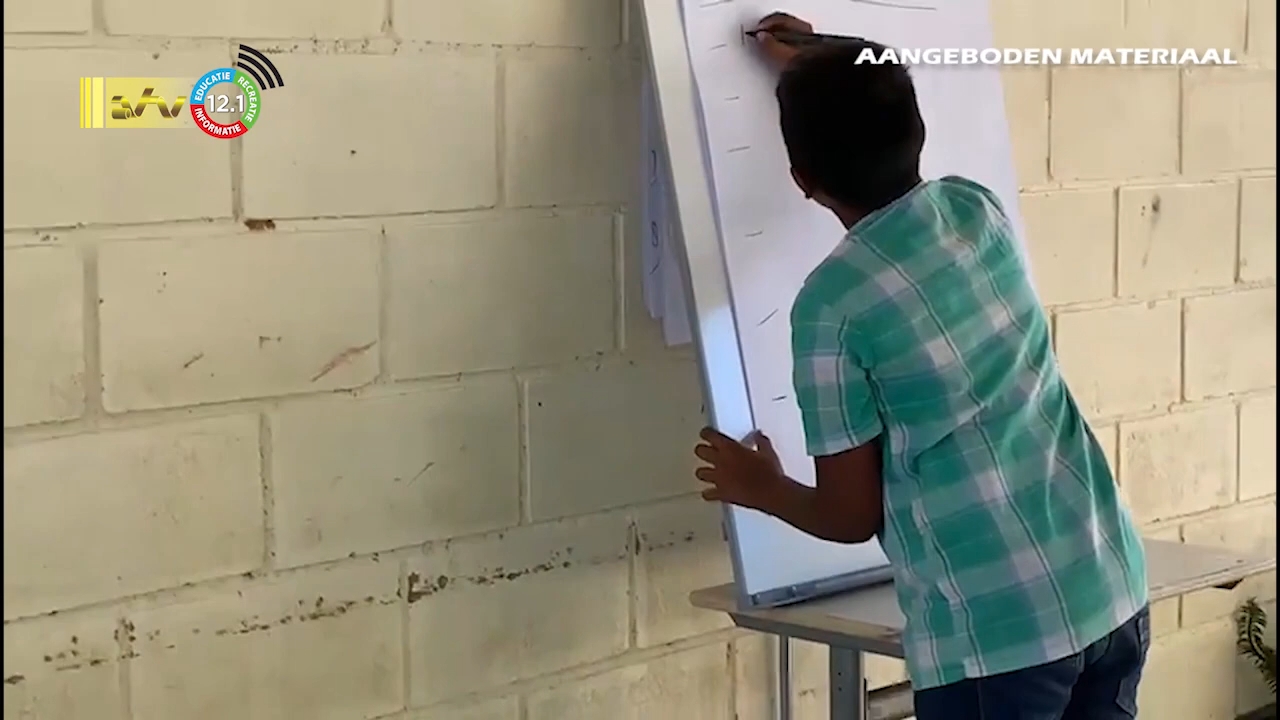 AANGEBODEN MATERIAAL
EDUCATIE
RECREATIE
INFORMATIE
12.1